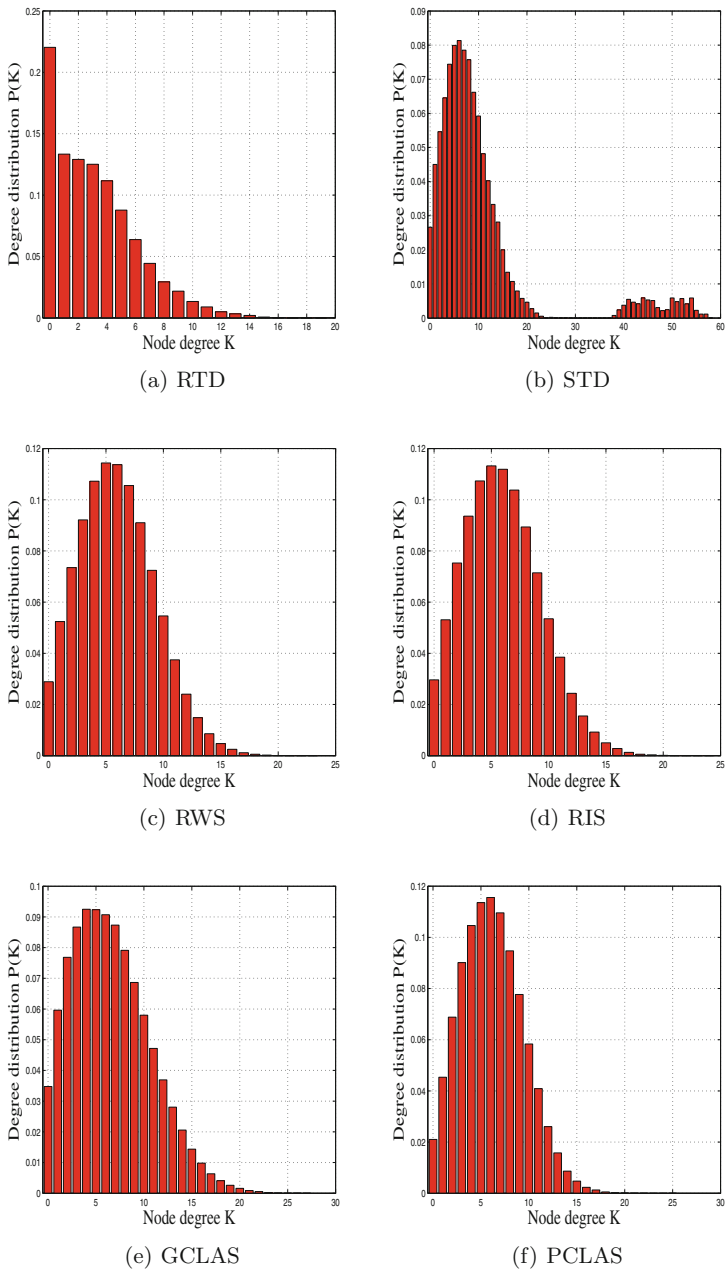 0.25
0.2
0.15
0.1
0.05
0
Degree distribution P(K)
0 2 4 6 8 10 12 14 16 18 20
Node degree K
(a) RTD
0.09
0.08
0.07
0.06
0.05
0.04
0.03
0.02
0.01
0
Degree distribution P(K)
0 10 20 30 40 50 60
Node degree K
(b) STD
0.12
0.1
0.08
0.06
0.04
0.02
0
Degree distribution P(K)
0 5 10 15 20 25
Node degree K
(c) RWS
0.12
0.1
0.08
0.06
0.04
0.02
0
Degree distribution P(K)
0 5 10 15 20 25
Node degree K
(d) RIS
0.1
0.09
0.08
0.07
0.06
0.05
0.04
0.03
0.02
0.01
0
Degree distribution P(K)
0 5 10 15 20 25 30
Node degree K
(e) GCLAS
0.12
0.1
0.08
0.06
0.04
0.02
0
Degree distribution P(K)
0 5 10 15 20 25 30
Node degree K
(f) PCLAS